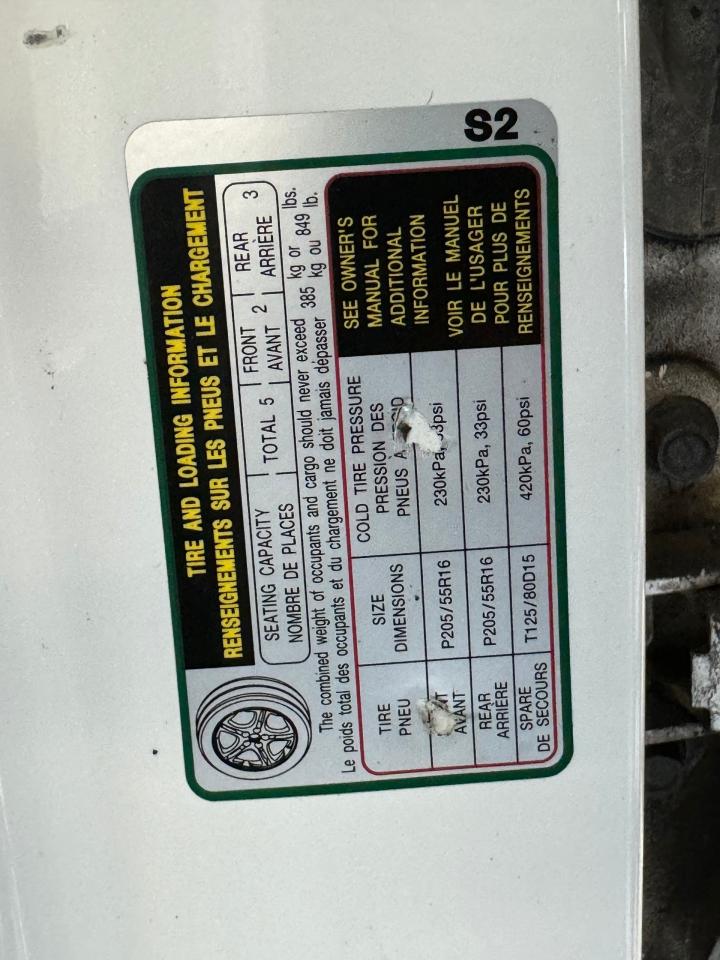 S2
TIRE AND LOADING INFORMATION
RENSEIGNEMENTS SUR LES PNEUS ET LE CHARGEMENT
SEATING CAPACITY TOTAL 5 FRONT 2 REAR 3
NOMBRE DE PLACES AVANT ARRIÈRE
The combined weight of occupants and cargo should never exceed 385 kg or lbs.
Le poids total des occupants et du chargement ne doit jamais dépasser kg ou 849 lb.
TIRE SIZE COLD TIRE PRESSURE
PNEU DIMENSIONS PRESSION DES
PNEUS
AVANT P205/55R16 230kPa, psi
REAR
ARRIÈRE P205/55R16 230kPa, 33psi
SPARE
DE SECOURS T125/80D15 420kPa, 60psi
SEE OWNER'S
MANUAL FOR
ADDITIONAL
INFORMATION
VOIR LE MANUEL
DE L'USAGER
POUR PLUS DE
RENSEIGNEMENTS